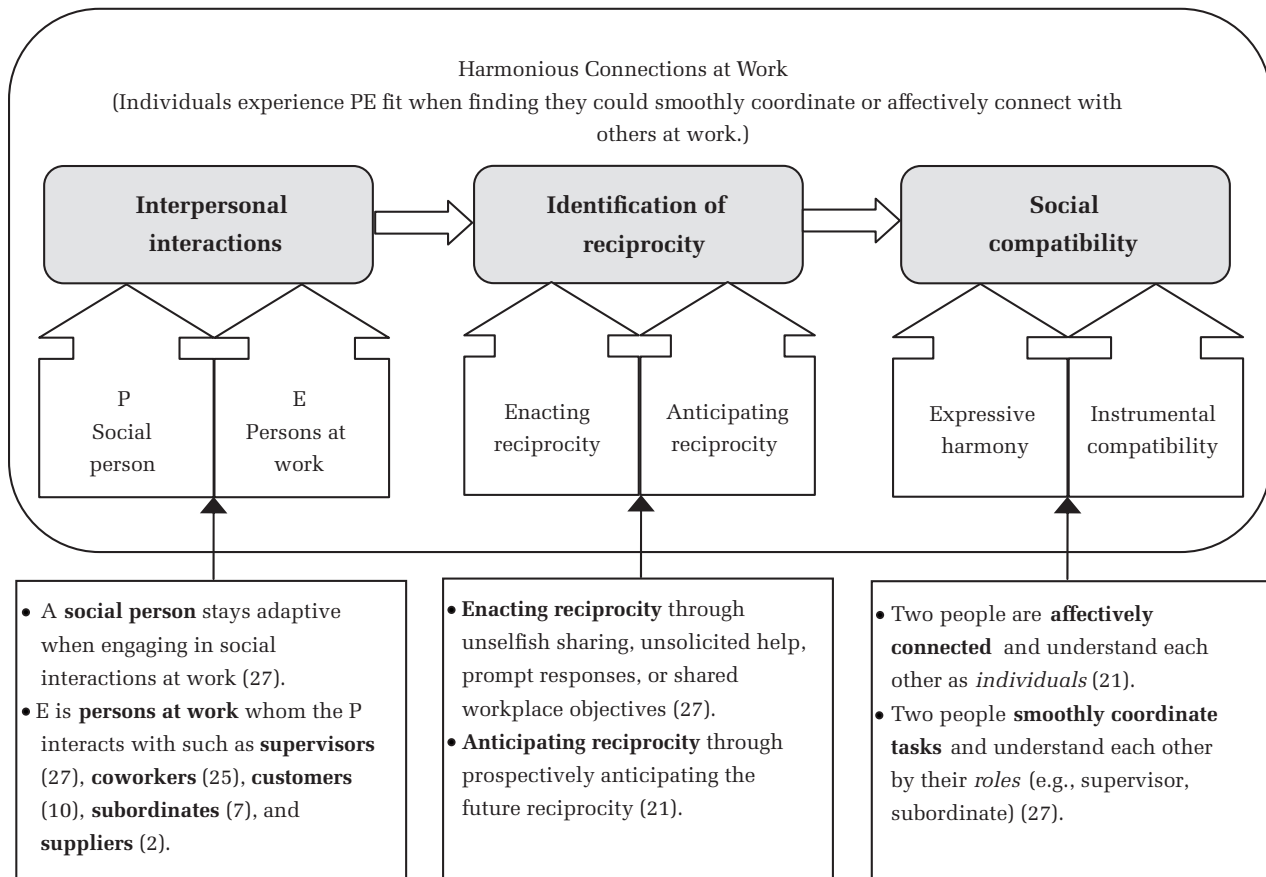 Harmonious Connections at Work
(Individuals experience PE fit when finding they could smoothly coordinate or affectively connect with
others at work.)
Interpersonal
interactions
Identification of
reciprocity
Social
compatibility
P
Social
person
E
Persons at
work
Enacting
reciprocity
Anticipating
reciprocity
Expressive
harmony
Instrumental
compatibility
• A social person stays adaptive
when engaging in social
interactions at work (27).
• E is persons at work whom the P
interacts with such as supervisors
(27), coworkers (25), customers
(10), subordinates (7), and
suppliers (2).
• Enacting reciprocity through
unselfish sharing, unsolicited help,
prompt responses, or shared
workplace objectives (27).
• Anticipating reciprocity through
prospectively anticipating the
future reciprocity (21).
• Two people are affectively
connected and understand each
other as individuals (21).
• Two people smoothly coordinate
tasks and understand each other
by their roles (e.g., supervisor,
subordinate) (27).